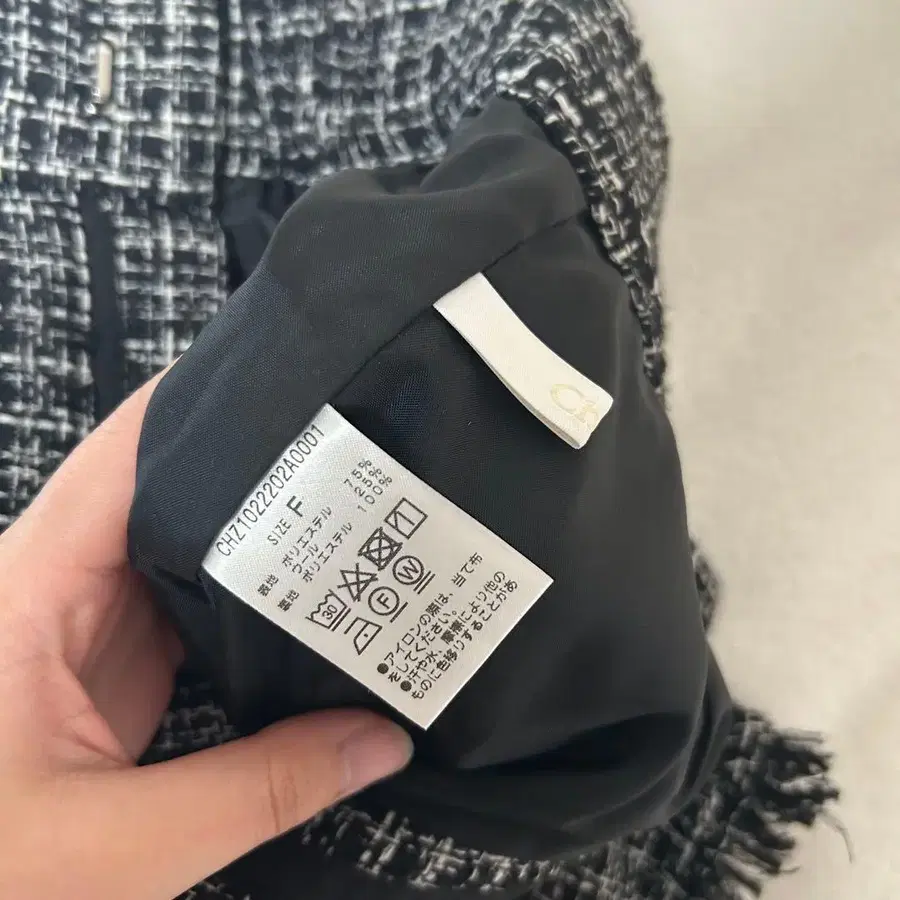 CHZ1022202A0001
SIZE F
表地 ポリエステル 75%
ウール 25%
裏地 ポリエステル 100%
30
F W
●アイロンの際は、当て布
をしてください。
●汗や水、摩擦により他の
ものに色移りすることがあ